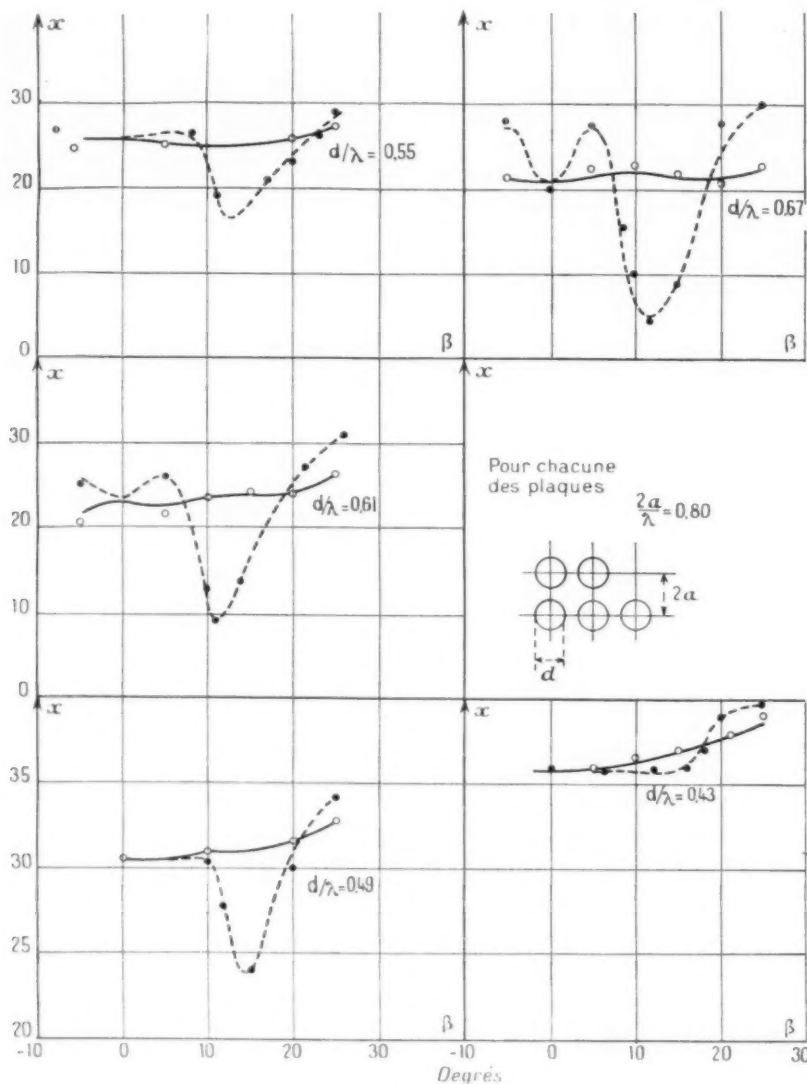 x
30
20
10
0
d/λ = 0,55
β
x
d/λ=0,67
β
x
30
20
10
0
d/λ=0,61
β
x
Pour chacune
des plaques
2a/λ = 0,80
2a
d
x
35
30
25
20
d/λ=0,49
β
x
d/λ=0,43
β
-10 0 10 20 30
-10 0 10 20 30
Degrés